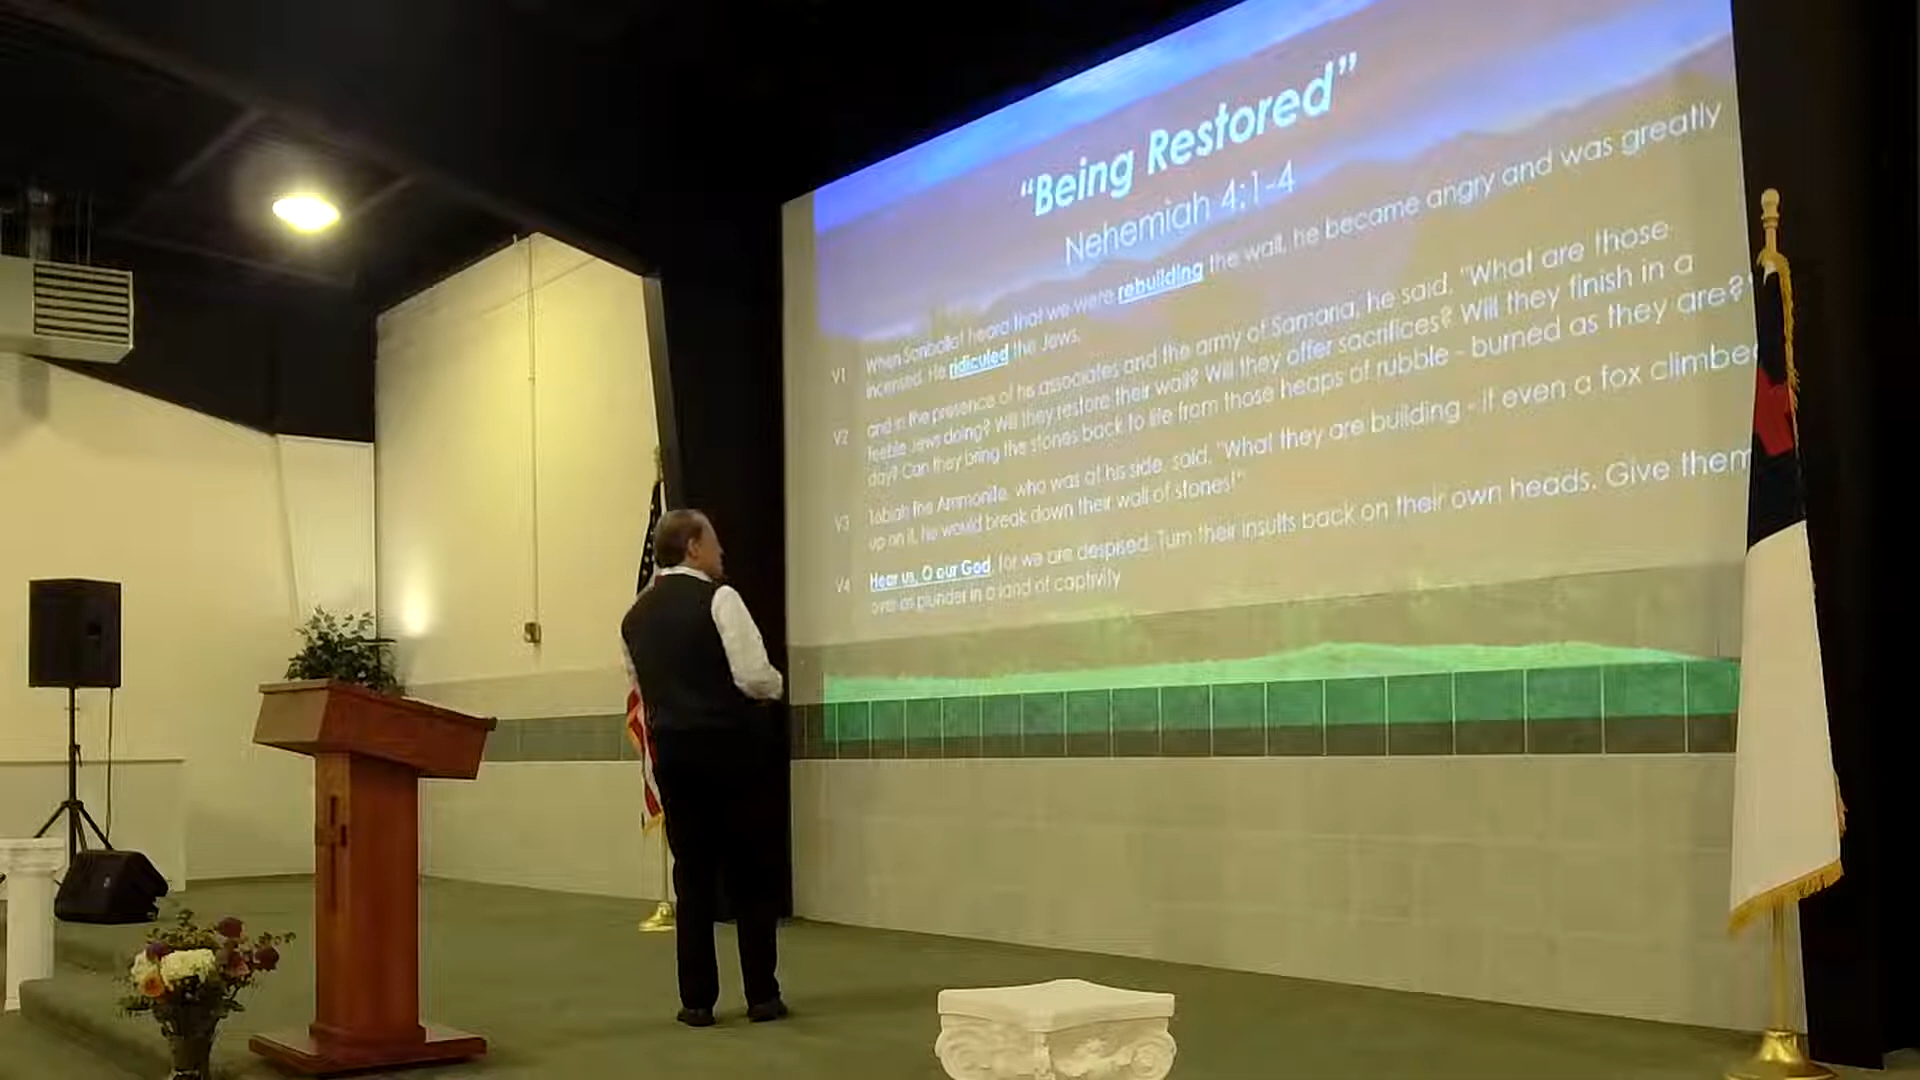 “Being Restored”
Nehemiah 4:1-4
V1 When Sanballat heard that we were rebuilding the wall, he became angry and was greatly
incensed. He ridiculed the Jews,
V2 and in the presence of his associates and the army of Samaria, he said, "What are those
feeble Jews doing? Will they restore their wall? Will they offer sacrifices? Will they finish in a
day? Can they bring the stones back to life from those heaps of rubble - burned as they are?"
V3 Tobiah the Ammonite, who was at his side, said, "What they are building - if even a fox climbed
up on it, he would break down their wall of stones!"
V4 Hear us, O our God, for we are despised. Turn their insults back on their own heads. Give them
over as plunder in a land of captivity